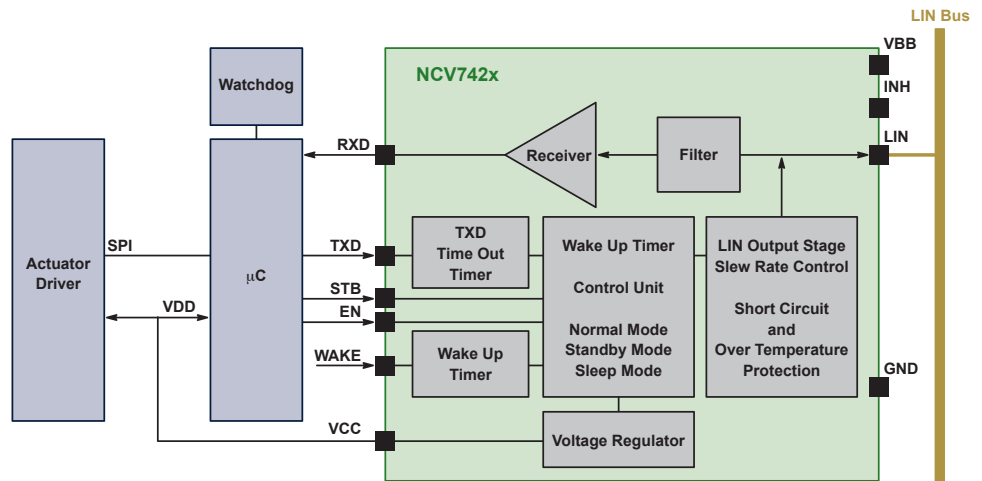 LIN Bus
VBB
NCV742x
INH
Watchdog
RXD
LIN
Receiver
Filter
SPI
TXD
TXD
Time Out
Timer
Wake Up Timer
Control Unit
Normal Mode
Standby Mode
Sleep Mode
LIN Output Stage
Slew Rate Control
Short Circuit
and
Over Temperature
Protection
Actuator
Driver
μC
STB
VDD
EN
WAKE
Wake Up
Timer
GND
VCC
Voltage Regulator